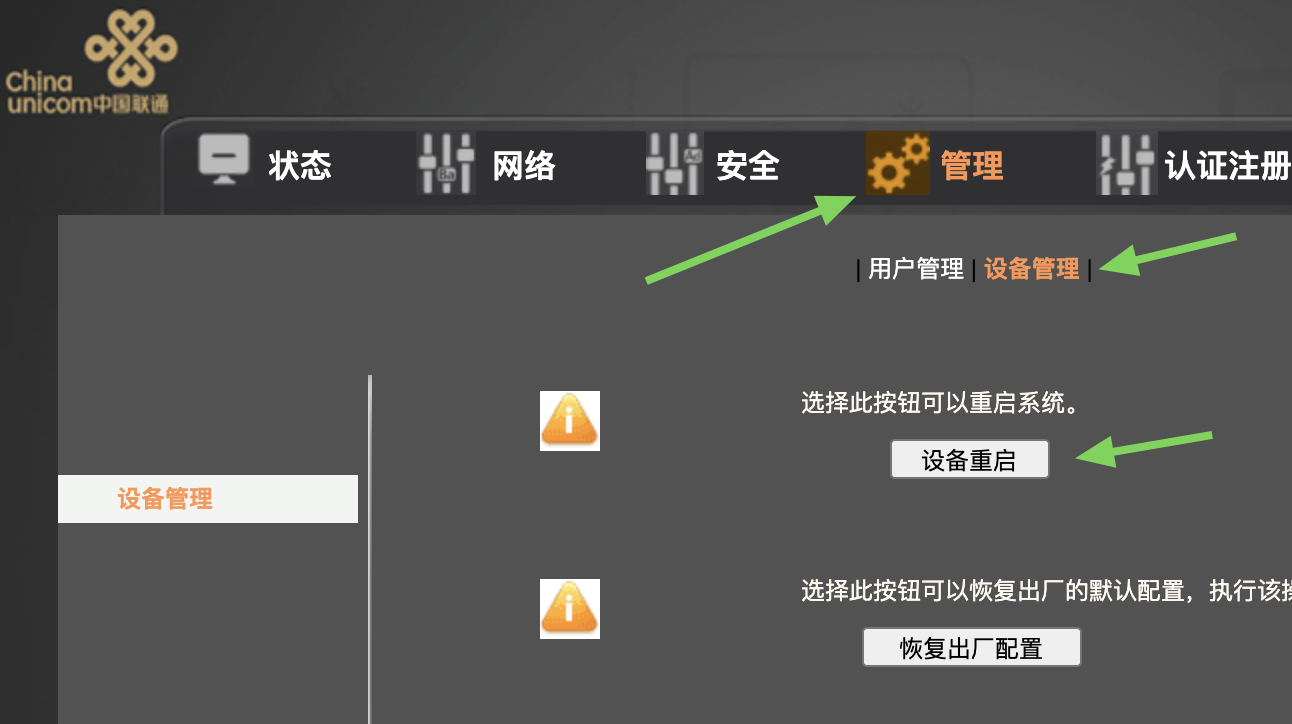 China
unicom中国联通
状态 网络 安全 管理 认证注册
| 用户管理 | 设备管理 |
选择此按钮可以重启系统。
设备重启
设备管理
选择此按钮可以恢复出厂的默认配置，执行该
恢复出厂配置